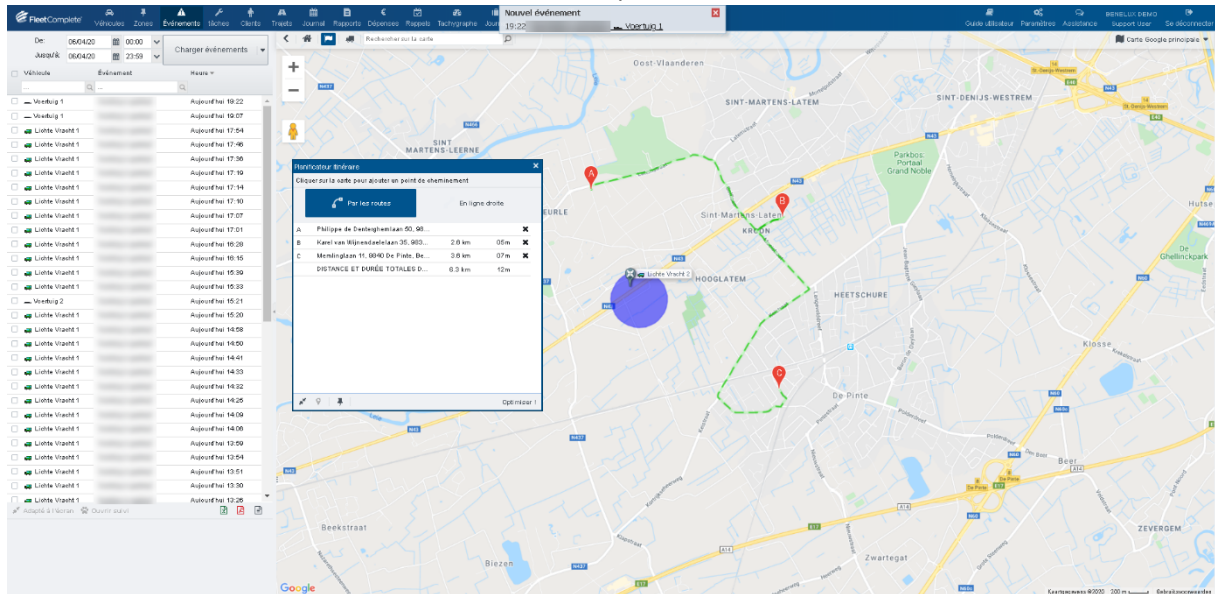 FleetComplete
Véhicules Zones Événements tâches Clients Trajets Journal Rapports Dépenses Rappels Tachygraphe
Guide utilisateur Paramètres Assistance BENELUX DEMO Support User Se déconnecter
Nouvel événement
19:22 Voertuig 1
De: 06/04/20 00:00
Jusqu'à: 06/04/20 23:59
Charger événements
Rechercher sur la carte
Carte Google principale
Véhicule Événement Heure
Voertuig 1 Aujourd'hui 19:22
Voertuig 1 Aujourd'hui 19:07
Lichte Vracht 1 Aujourd'hui 17:54
Lichte Vracht 1 Aujourd'hui 17:46
Lichte Vracht 1 Aujourd'hui 17:36
Lichte Vracht 1 Aujourd'hui 17:19
Lichte Vracht 1 Aujourd'hui 17:14
Lichte Vracht 1 Aujourd'hui 17:10
Lichte Vracht 1 Aujourd'hui 17:07
Lichte Vracht 1 Aujourd'hui 17:01
Lichte Vracht 1 Aujourd'hui 16:28
Lichte Vracht 1 Aujourd'hui 16:15
Lichte Vracht 1 Aujourd'hui 15:39
Lichte Vracht 1 Aujourd'hui 15:33
Voertuig 2 Aujourd'hui 15:21
Lichte Vracht 1 Aujourd'hui 15:20
Lichte Vracht 1 Aujourd'hui 14:58
Lichte Vracht 1 Aujourd'hui 14:50
Lichte Vracht 1 Aujourd'hui 14:41
Lichte Vracht 1 Aujourd'hui 14:33
Lichte Vracht 1 Aujourd'hui 14:32
Lichte Vracht 1 Aujourd'hui 14:25
Lichte Vracht 1 Aujourd'hui 14:09
Lichte Vracht 1 Aujourd'hui 14:06
Lichte Vracht 1 Aujourd'hui 13:59
Lichte Vracht 1 Aujourd'hui 13:54
Lichte Vracht 1 Aujourd'hui 13:51
Lichte Vracht 1 Aujourd'hui 13:30
Lichte Vracht 1 Aujourd'hui 13:26
Adapté à l'écran Ouvrir suivi
Planificateur itinéraire
Cliquer sur la carte pour ajouter un point de cheminement
Par les routes En ligne droite
A Philippe de Denterghemlaan 50, 98...
B Karel van Wijnendaelelaan 35, 983... 2.6 km 05m
C Memlinglaan 11, 9840 De Pinte, Be... 3.6 km 07m
DISTANCE ET DURÉE TOTALES D... 6.3 km 12m
Optimiser !
Oost-Vlaanderen
SINT-MARTENS-LATEM
SINT-DENIJS-WESTREM
SINT
MARTENS-LEERNE
Parkbos:
Portaal
Grand Noble
A
B
EURLE
Sint-Martens-Latem
Hutse
De
Ghellinckpark
Lichte Vracht 2
HOOGLATEM
HEETSCHURE
Klosse
C
De Pinte
Beer
Beekstraat
Biezen
Zwartegat
ZEVERGEM
N437
N466
N43
E40
E17
A14
N60
De Pinte
Google
Kaartgegevens ©2020 200 m Gebruiksvoorwaarden